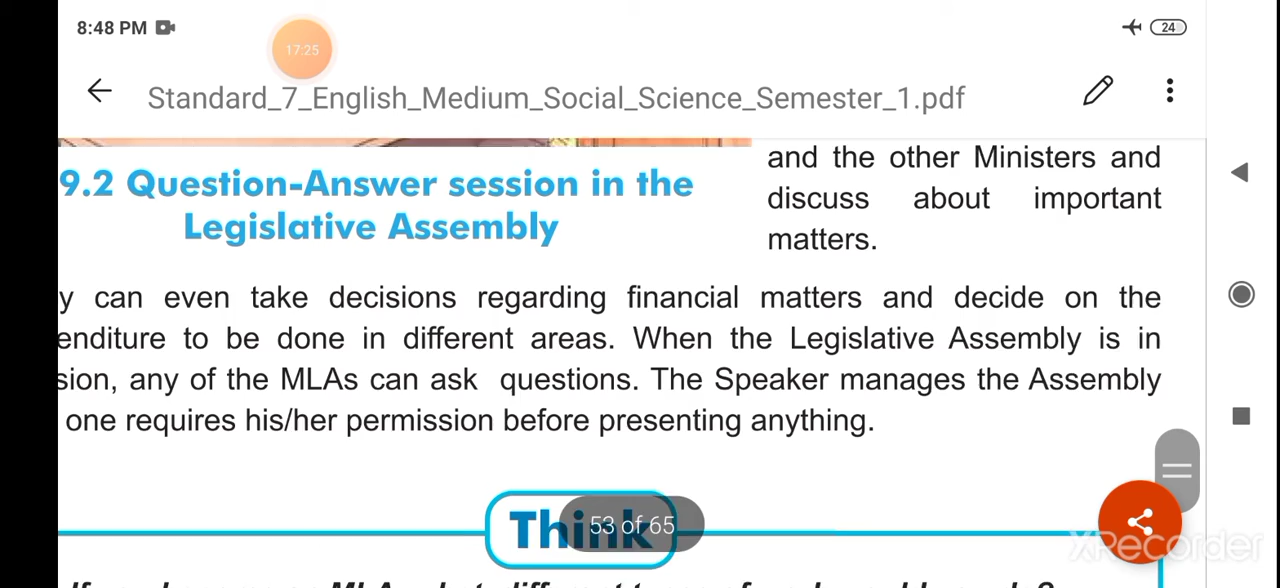 8:48 PM
17:25
24
Standard_7_English_Medium_Social_Science_Semester_1.pdf
9.2 Question-Answer session in the
Legislative Assembly
and the other Ministers and
discuss about important
matters.
y can even take decisions regarding financial matters and decide on the
enditure to be done in different areas. When the Legislative Assembly is in
sion, any of the MLAs can ask questions. The Speaker manages the Assembly
one requires his/her permission before presenting anything.
Think
53 of 65
XRecorder